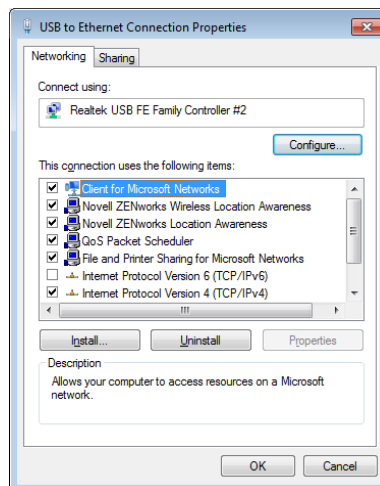 USB to Ethernet Connection Properties
Networking Sharing
Connect using:
Realtek USB FE Family Controller #2
Configure...
This connection uses the following items:
Client for Microsoft Networks
Novell ZENworks Wireless Location Awareness
Novell ZENworks Location Awareness
QoS Packet Scheduler
File and Printer Sharing for Microsoft Networks
Internet Protocol Version 6 (TCP/IPv6)
Internet Protocol Version 4 (TCP/IPv4)
Install... Uninstall Properties
Description
Allows your computer to access resources on a Microsoft
network.
OK Cancel